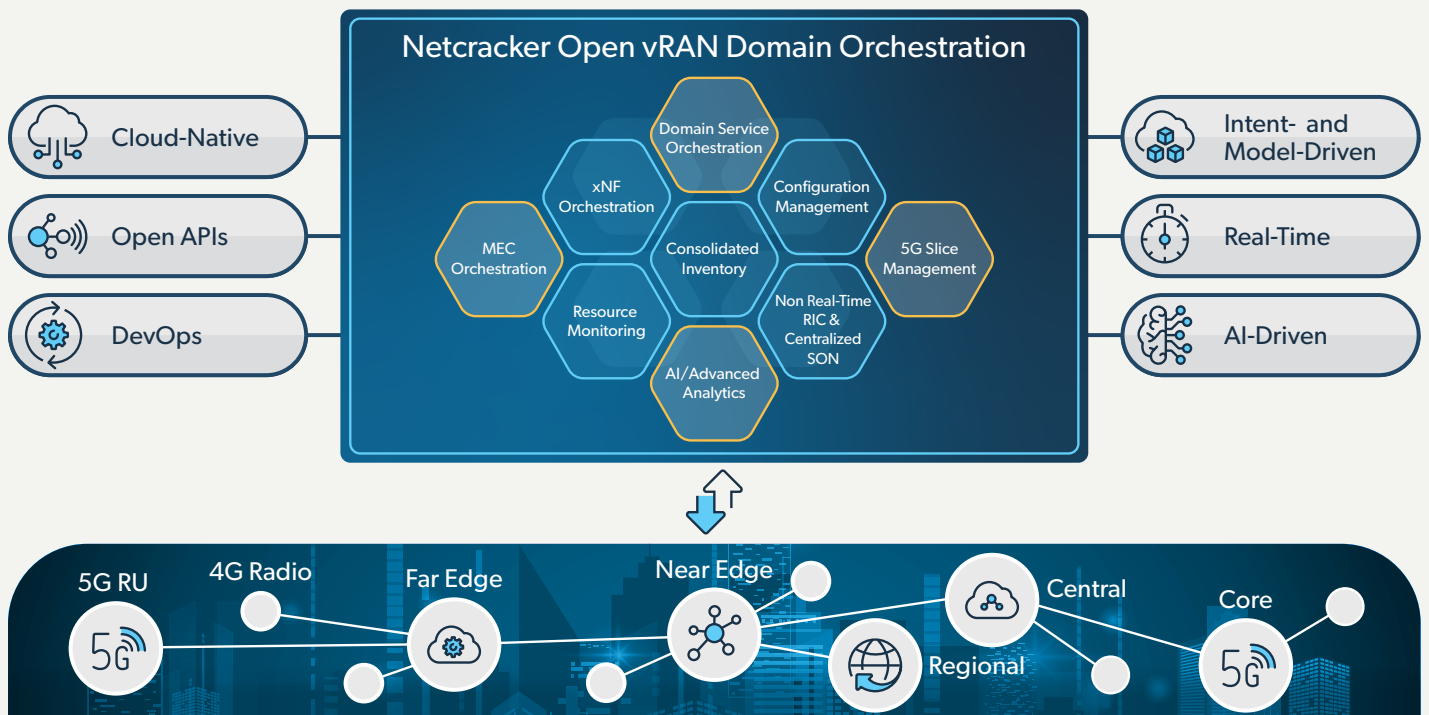 Netcracker Open vRAN Domain Orchestration
Cloud-Native
Open APIs
DevOps
Domain Service
Orchestration
xNF
Orchestration
Configuration
Management
MEC
Orchestration
Consolidated
Inventory
5G Slice
Management
Resource
Monitoring
Non Real-Time
RIC &
Centralized
SON
AI/Advanced
Analytics
Intent- and
Model-Driven
Real-Time
AI-Driven
5G RU
5G
4G Radio
Far Edge
Near Edge
Regional
Central
Core
5G